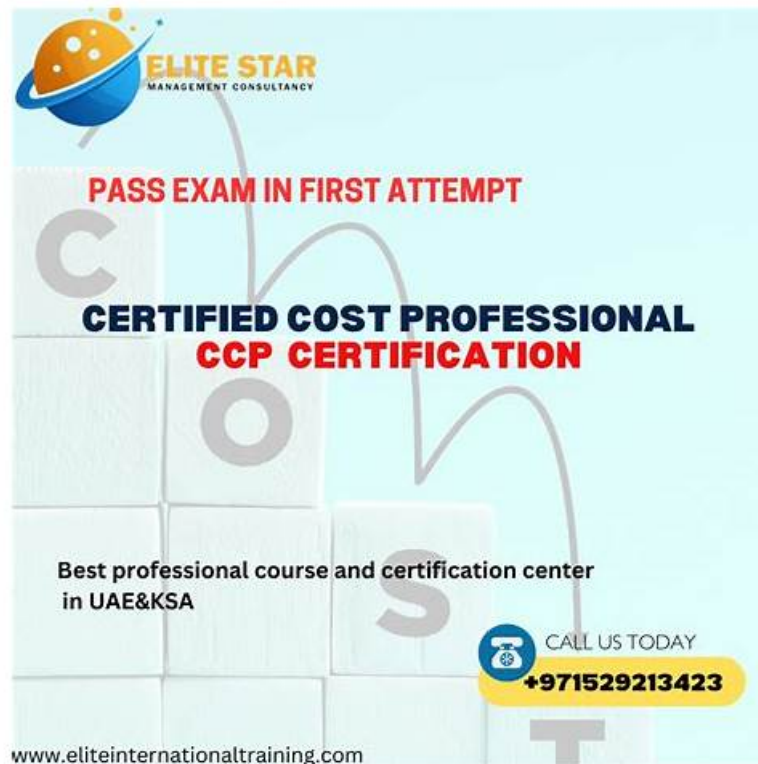 ELITE STAR
MANAGEMENT CONSULTANCY
PASS EXAM IN FIRST ATTEMPT
C
CERTIFIED COST PROFESSIONAL
CCP CERTIFICATION
O
Best professional course and certification center
in UAE&KSA
S
CALL US TODAY
+971529213423
T
www.eliteinternationaltraining.com